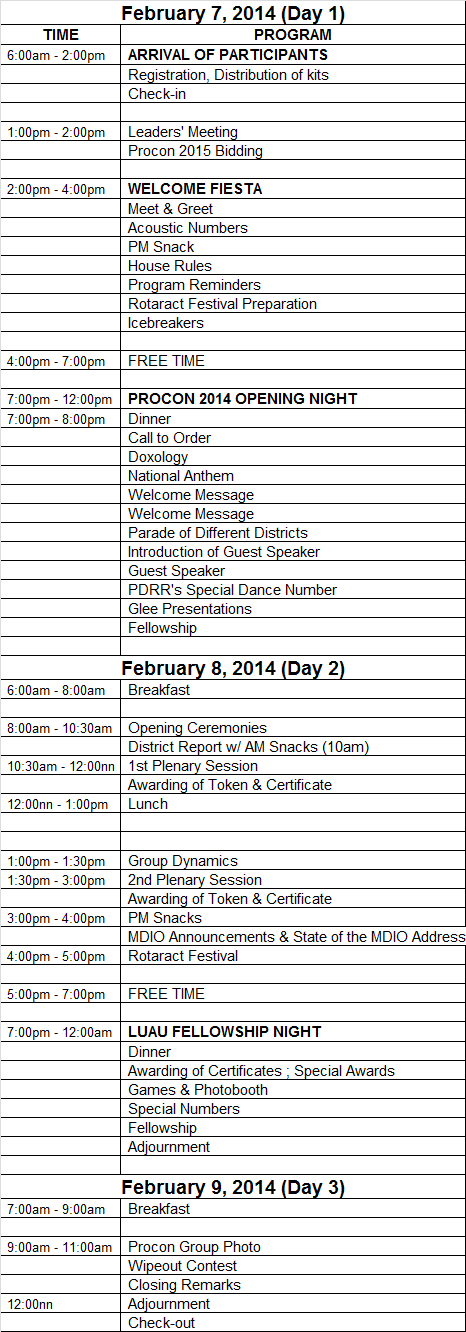 February 7, 2014 (Day 1)
TIME PROGRAM
6:00am - 2:00pm ARRIVAL OF PARTICIPANTS
Registration, Distribution of kits
Check-in
1:00pm - 2:00pm Leaders' Meeting
Procon 2015 Bidding
2:00pm - 4:00pm WELCOME FIESTA
Meet & Greet
Acoustic Numbers
PM Snack
House Rules
Program Reminders
Rotaract Festival Preparation
Icebreakers
4:00pm - 7:00pm FREE TIME
7:00pm - 12:00pm PROCON 2014 OPENING NIGHT
7:00pm - 8:00pm Dinner
Call to Order
Doxology
National Anthem
Welcome Message
Welcome Message
Parade of Different Districts
Introduction of Guest Speaker
Guest Speaker
PDRR's Special Dance Number
Glee Presentations
Fellowship
February 8, 2014 (Day 2)
6:00am - 8:00am Breakfast
8:00am - 10:30am Opening Ceremonies
District Report w/ AM Snacks (10am)
10:30am - 12:00nn 1st Plenary Session
Awarding of Token & Certificate
12:00nn - 1:00pm Lunch
1:00pm - 1:30pm Group Dynamics
1:30pm - 3:00pm 2nd Plenary Session
Awarding of Token & Certificate
3:00pm - 4:00pm PM Snacks
MDIO Announcements & State of the MDIO Address
4:00pm - 5:00pm Rotaract Festival
5:00pm - 7:00pm FREE TIME
7:00pm - 12:00am LUAU FELLOWSHIP NIGHT
Dinner
Awarding of Certificates ; Special Awards
Games & Photobooth
Special Numbers
Fellowship
Adjournment
February 9, 2014 (Day 3)
7:00am - 9:00am Breakfast
9:00am - 11:00am Procon Group Photo
Wipeout Contest
Closing Remarks
12:00nn Adjournment
Check-out